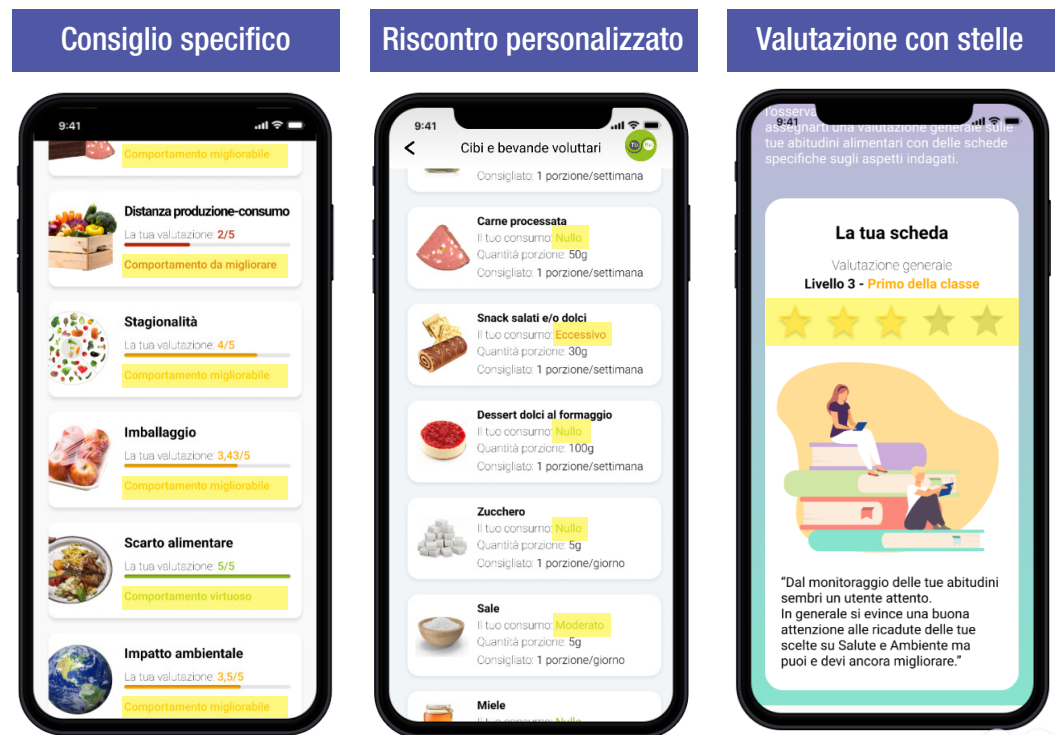 Consiglio specifico
Riscontro personalizzato
Valutazione con stelle
9:41
Comportamento migliorabile
Distanza produzione-consumo
La tua valutazione: 2/5
Comportamento da migliorare
Stagionalità
La tua valutazione: 4/5
Comportamento migliorabile
Imballaggio
La tua valutazione: 3,43/5
Comportamento migliorabile
Scarto alimentare
La tua valutazione: 5/5
Comportamento virtuoso
Impatto ambientale
La tua valutazione: 3,5/5
Comportamento migliorabile
9:41
Cibi e bevande voluttari
Consigliato: 1 porzione/settimana
Carne processata
Il tuo consumo: Nullo
Quantità porzione: 50g
Consigliato: 1 porzione/settimana
Snack salati e/o dolci
Il tuo consumo: Eccessivo
Quantità porzione: 30g
Consigliato: 1 porzione/settimana
Dessert dolci al formaggio
Il tuo consumo: Nullo
Quantità porzione: 100g
Consigliato: 1 porzione/settimana
Zucchero
Il tuo consumo: Nullo
Quantità porzione: 5g
Consigliato: 1 porzione/giorno
Sale
Il tuo consumo: Moderato
Quantità porzione: 5g
Consigliato: 1 porzione/giorno
Miele
Il tuo consumo: Nullo
9:41
assegnarti una valutazione generale sulle
tue abitudini alimentari con delle schede
specifiche sugli aspetti indagati.
La tua scheda
Valutazione generale
Livello 3 - Primo della classe
“Dal monitoraggio delle tue abitudini
sembri un utente attento.
In generale si evince una buona
attenzione alle ricadute delle tue
scelte su Salute e Ambiente ma
puoi e devi ancora migliorare.”